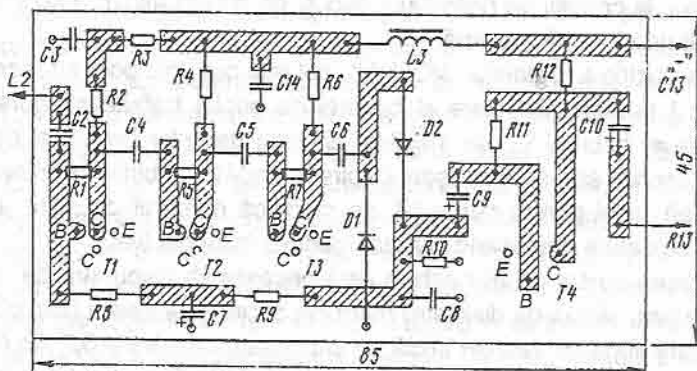 C3 R3 L3
L2 R4 C14 R6 R12 C13
R2 D2
C2 C4 C5 C6 R11 C10
R1 R5 R7 C9 45
D1
B C E B C E B C E R10 E C R13
C C C
T1 T2 T3 B T4
R8 C7 R9 C8
85